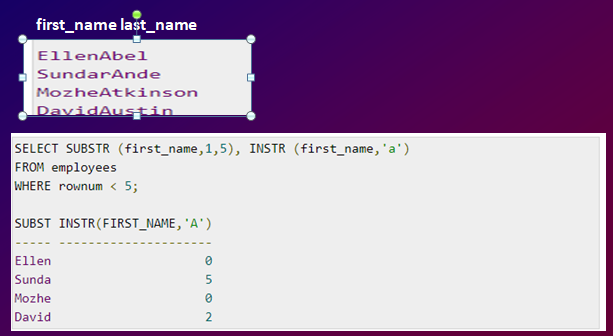 first_name last_name
EllenAbel
SundarAnde
MozheAtkinson
DavidAustin
SELECT SUBSTR (first_name,1,5), INSTR (first_name,'a')
FROM employees
WHERE rownum < 5;
SUBST INSTR(FIRST_NAME,'A')
----- ---------------------
Ellen 0
Sunda 5
Mozhe 0
David 2